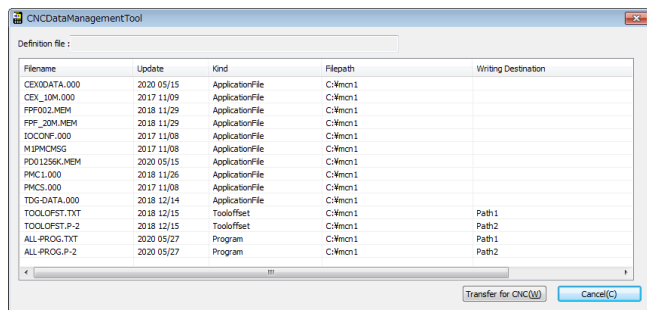 CNCDataManagementTool
Definition file :
Filename Update Kind Filepath Writing Destination
CEX0DATA.000 2020 05/15 ApplicationFile C:¥mcn1
CEX_10M.000 2017 11/09 ApplicationFile C:¥mcn1
FPF002.MEM 2018 11/29 ApplicationFile C:¥mcn1
FPF_20M.MEM 2018 11/29 ApplicationFile C:¥mcn1
IOCONF.000 2017 11/08 ApplicationFile C:¥mcn1
M1PMCMSG 2017 11/08 ApplicationFile C:¥mcn1
PD01256K.MEM 2020 05/15 ApplicationFile C:¥mcn1
PMC1.000 2018 11/26 ApplicationFile C:¥mcn1
PMCS.000 2017 11/08 ApplicationFile C:¥mcn1
TDG-DATA.000 2018 12/14 ApplicationFile C:¥mcn1
TOOLOFST.TXT 2018 12/15 Tooloffset C:¥mcn1 Path1
TOOLOFST.P-2 2018 12/15 Tooloffset C:¥mcn1 Path2
ALL-PROG.TXT 2020 05/27 Program C:¥mcn1 Path1
ALL-PROG.P-2 2020 05/27 Program C:¥mcn1 Path2
Transfer for CNC(W) Cancel(C)